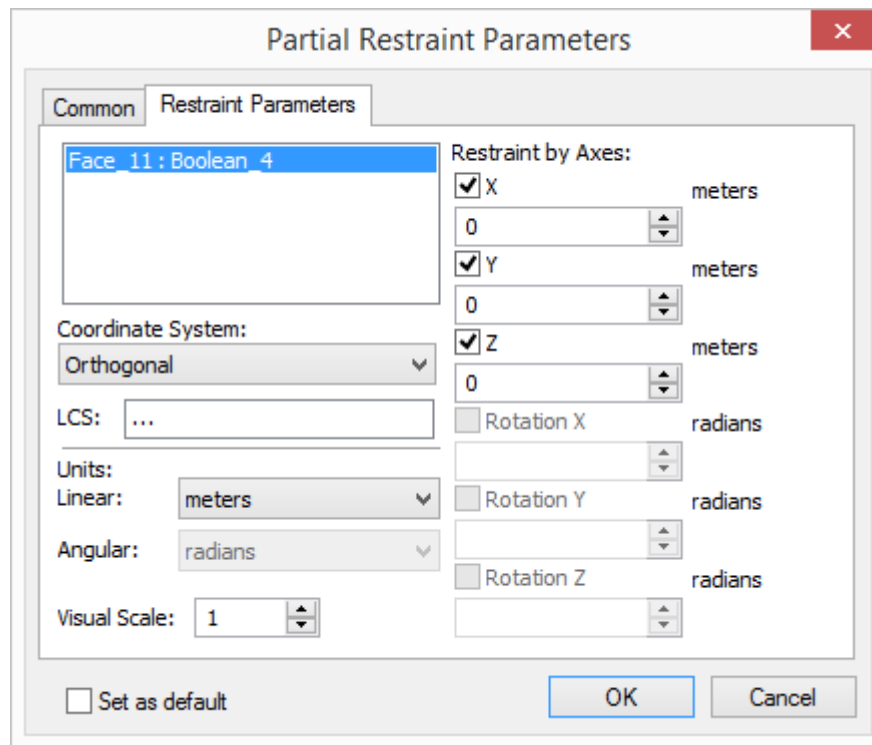 Partial Restraint Parameters
Common
Restraint Parameters
Face_11 : Boolean_4
Coordinate System:
Orthogonal
LCS:
...
Units:
Linear:
meters
Angular:
radians
Visual Scale:
1
Restraint by Axes:
X
meters
0
Y
meters
0
Z
meters
0
Rotation X
radians
Rotation Y
radians
Rotation Z
radians
Set as default
OK
Cancel